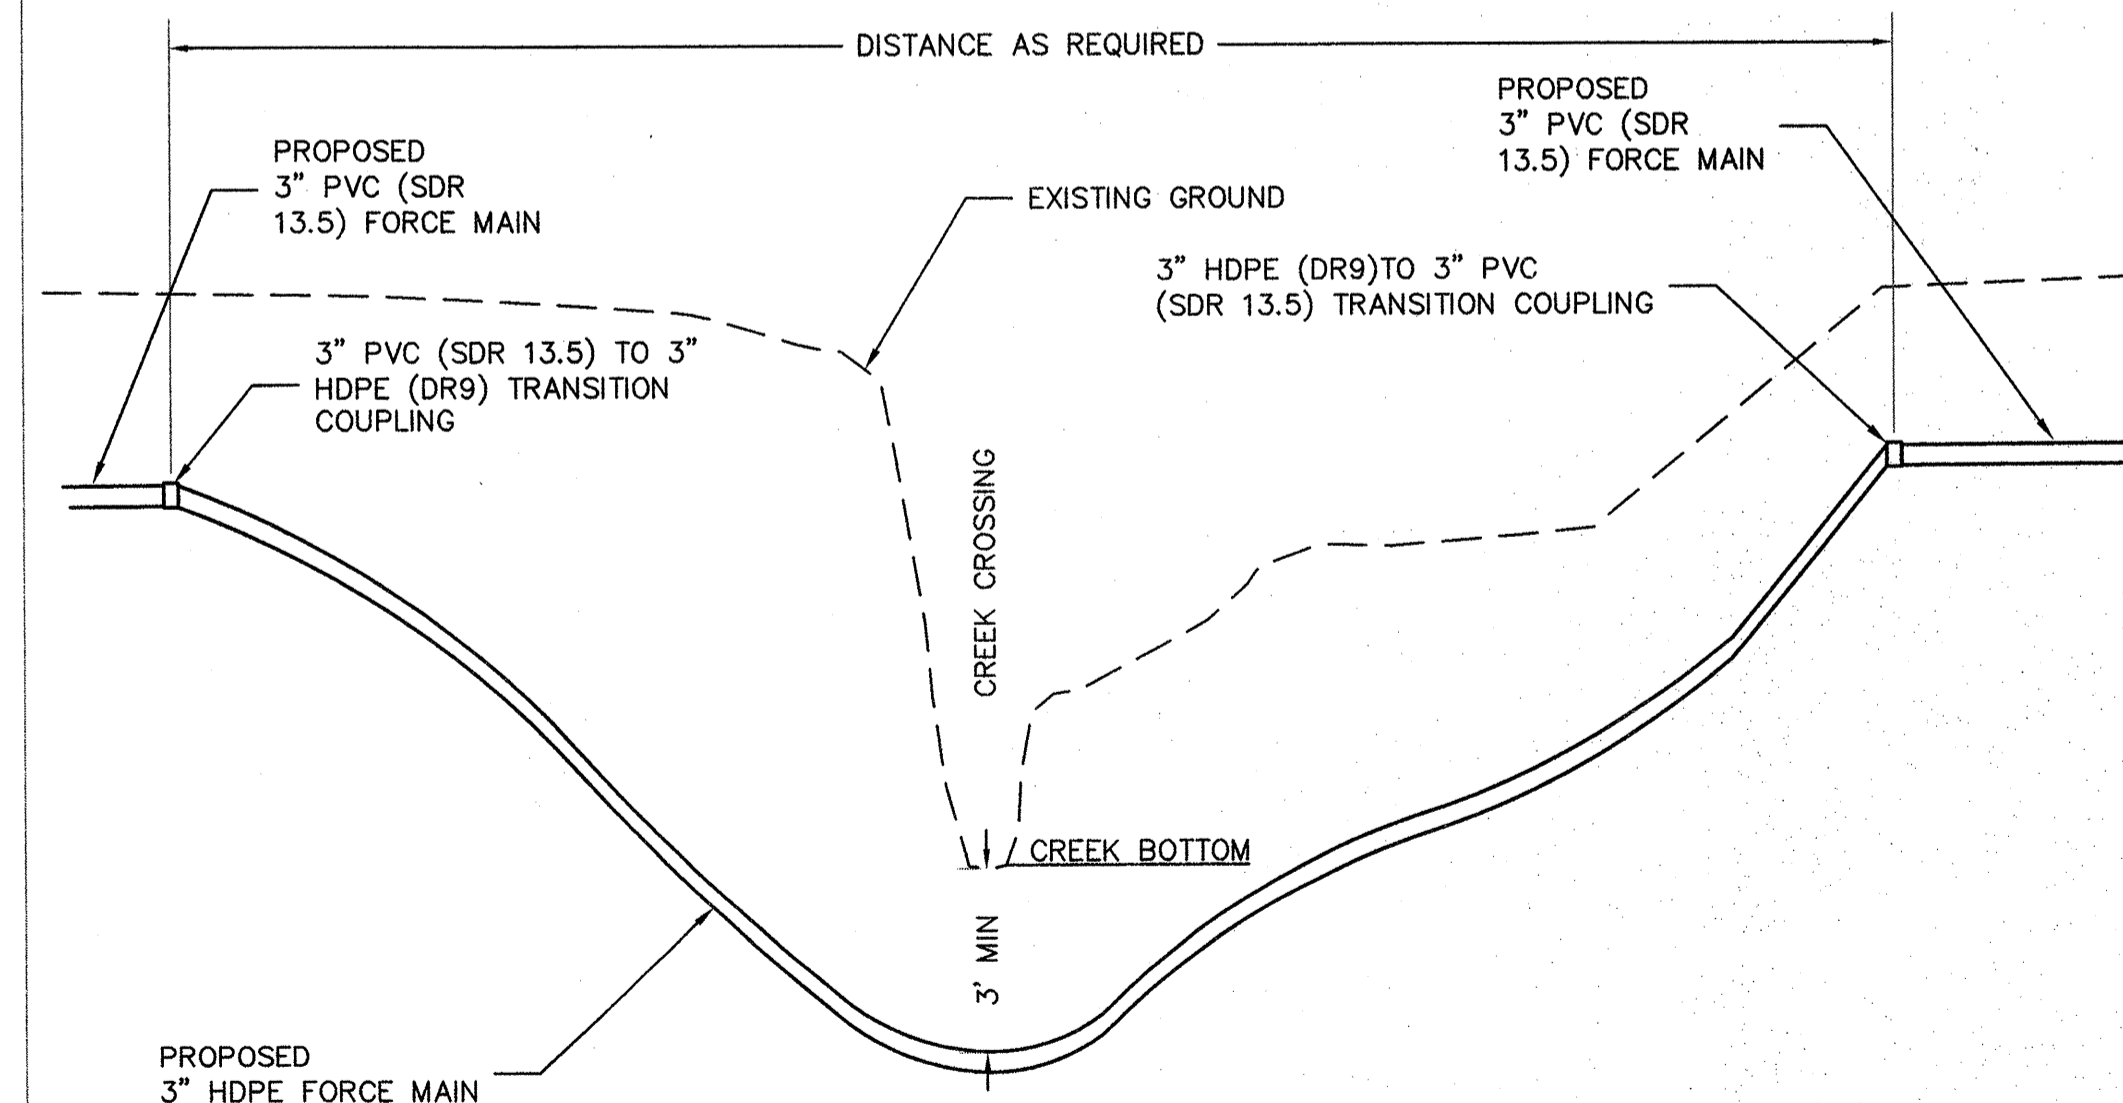 DISTANCE AS REQUIRED
PROPOSED
3" PVC (SDR
13.5) FORCE MAIN
PROPOSED
3" PVC (SDR
13.5) FORCE MAIN
EXISTING GROUND
3" HDPE (DR9)TO 3" PVC
(SDR 13.5) TRANSITION COUPLING
3" PVC (SDR 13.5) TO 3"
HDPE (DR9) TRANSITION
COUPLING
CREEK CROSSING
CREEK BOTTOM
3' MIN
PROPOSED
3" HDPE FORCE MAIN